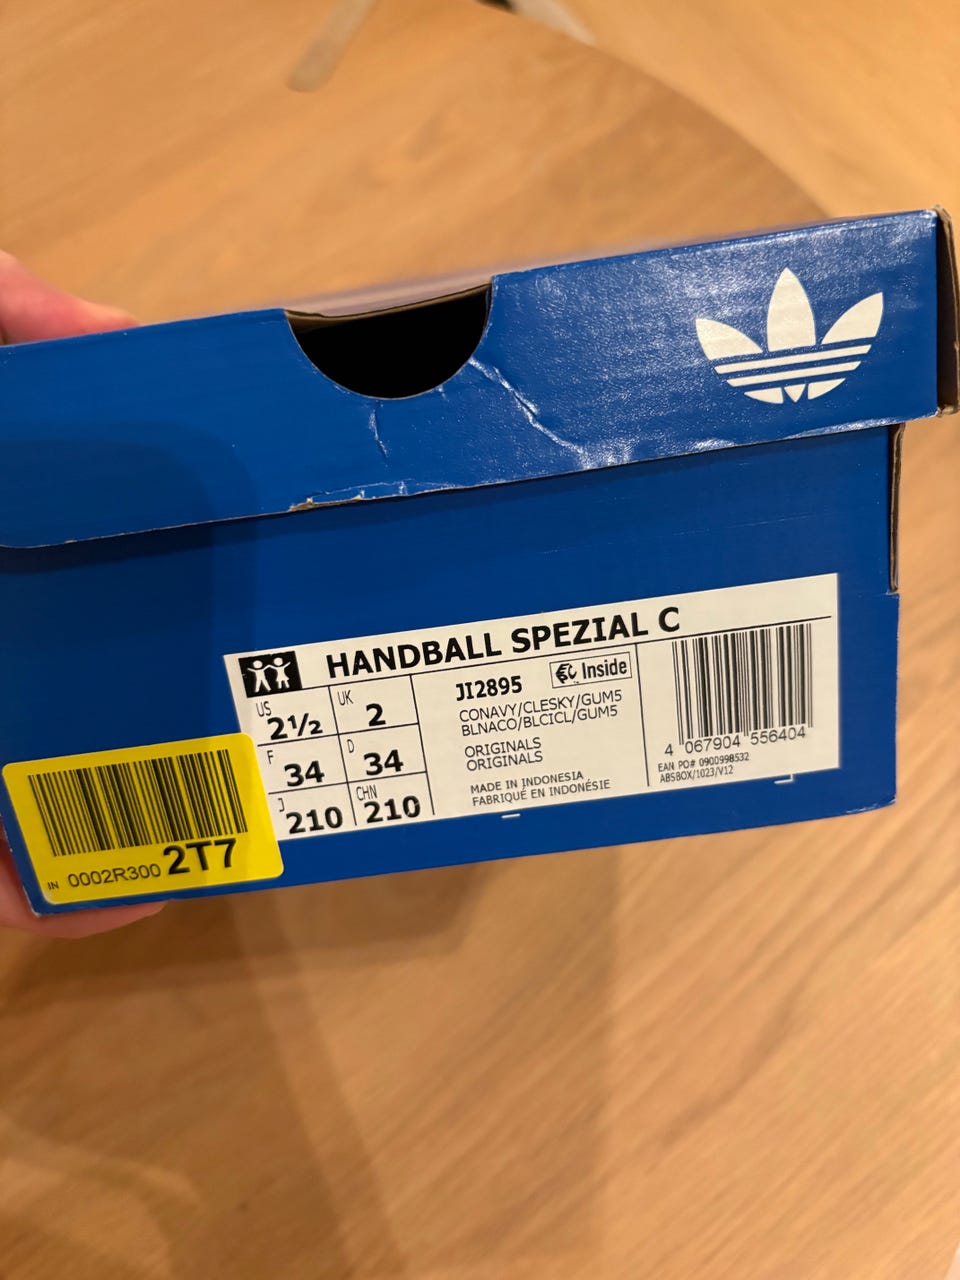 HANDBALL SPEZIAL C
US 2½
UK 2
F 34
D 34
J 210
CHN 210
JI2895
Inside
CONAVY/CLESKY/GUM5
BLNACO/BLCICL/GUM5
ORIGINALS
ORIGINALS
MADE IN INDONESIA
FABRIQUÉ EN INDONÉSIE
4 067904 556404
EAN PO# 0900998532
ABSBOX/1023/V12
IN 0002R300 2T7